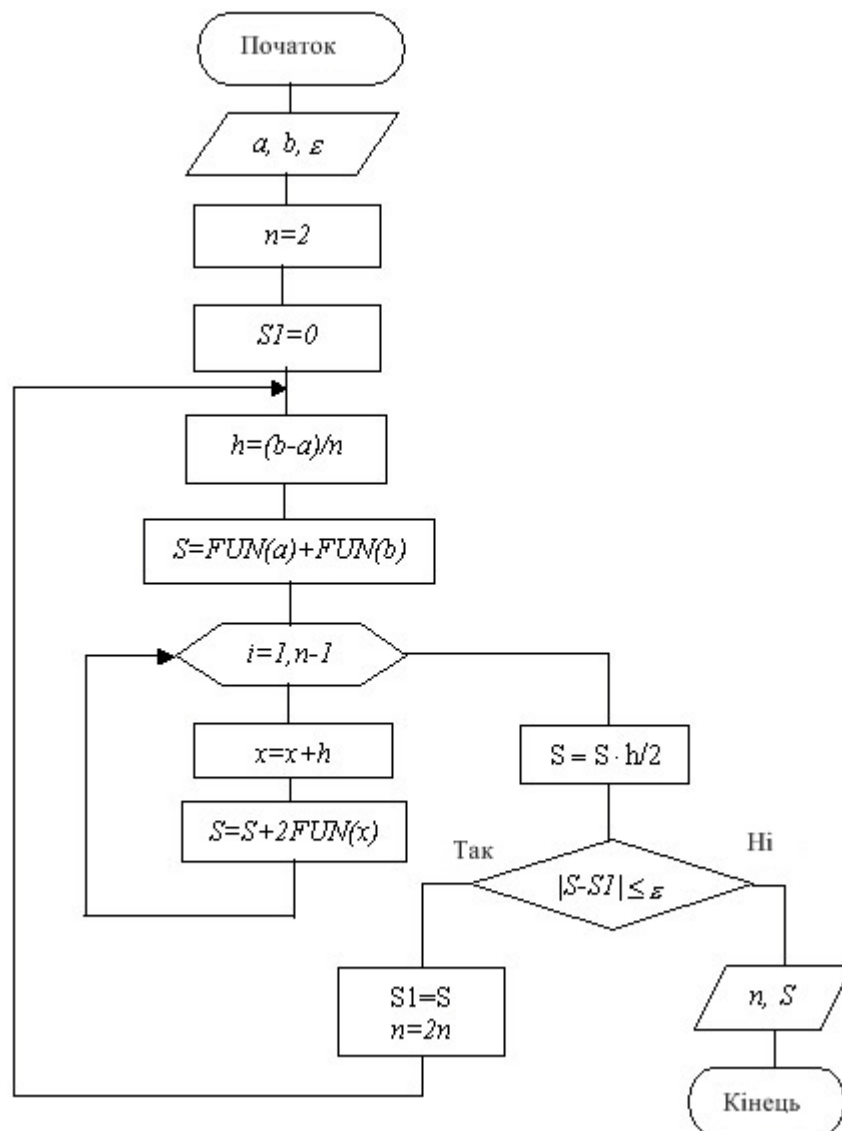 Початок
a, b, ε
n=2
S1=0
h=(b-a)/n
S=FUN(a)+FUN(b)
i=1,n-1
x=x+h
S=S+2FUN(x)
S = S · h/2
Так
Ні
|S-S1| ≤ ε
S1=S
n=2n
n, S
Кінець